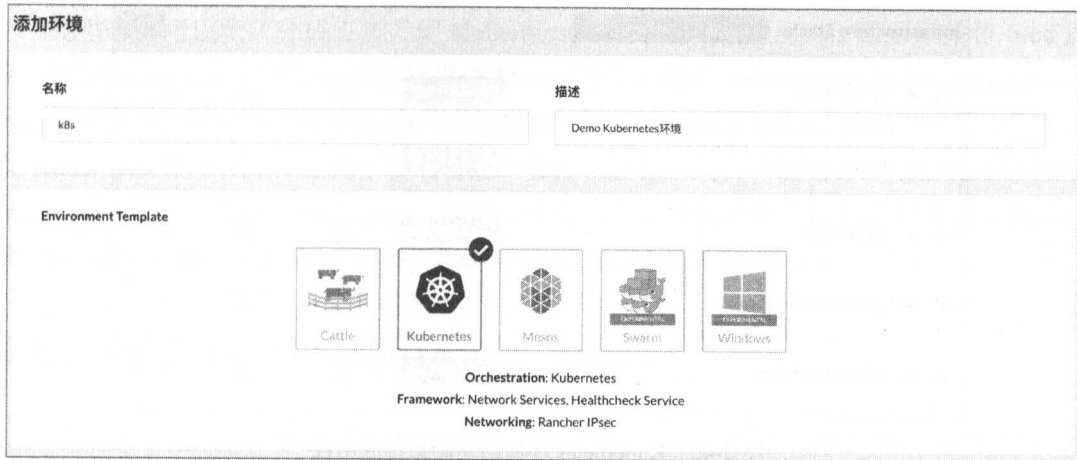 添加环境
名称
描述
k8s
Demo Kubernetes环境
Environment Template
Cattle
Kubernetes
Mesos
EXPERIMENTAL
Swarm
EXPERIMENTAL
Windows
Orchestration: Kubernetes
Framework: Network Services, Healthcheck Service
Networking: Rancher IPsec